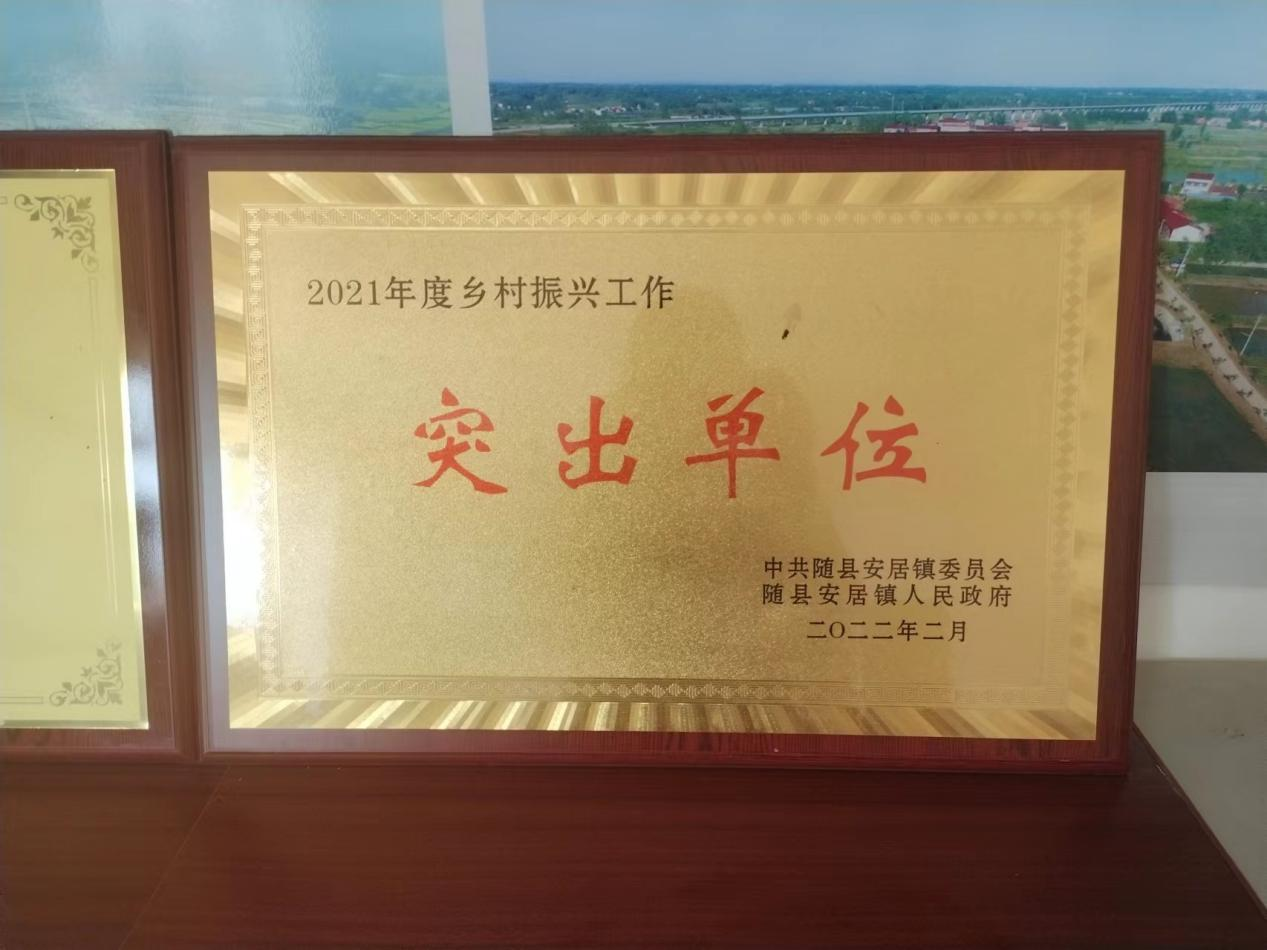 2021年度乡村振兴工作
突出单位
中共随县安居镇委员会
随县安居镇人民政府
二〇二二年二月